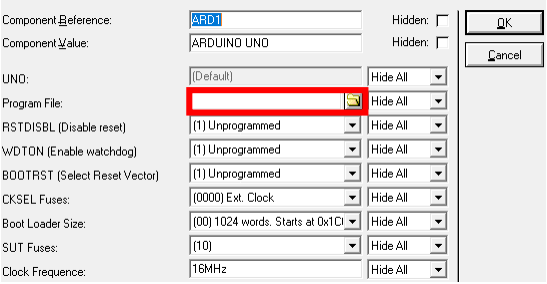 Component Reference: ARD1 Hidden: OK
Component Value: ARDUINO UNO Hidden: Cancel
UNO: (Default) Hide All
Program File: Hide All
RSTDISBL (Disable reset) (1) Unprogrammed Hide All
WDTON (Enable watchdog) (1) Unprogrammed Hide All
BOOTRST (Select Reset Vector) (1) Unprogrammed Hide All
CKSEL Fuses: (0000) Ext. Clock Hide All
Boot Loader Size: (00) 1024 words. Starts at 0x1C Hide All
SUT Fuses: (10) Hide All
Clock Frequence: 16MHz Hide All